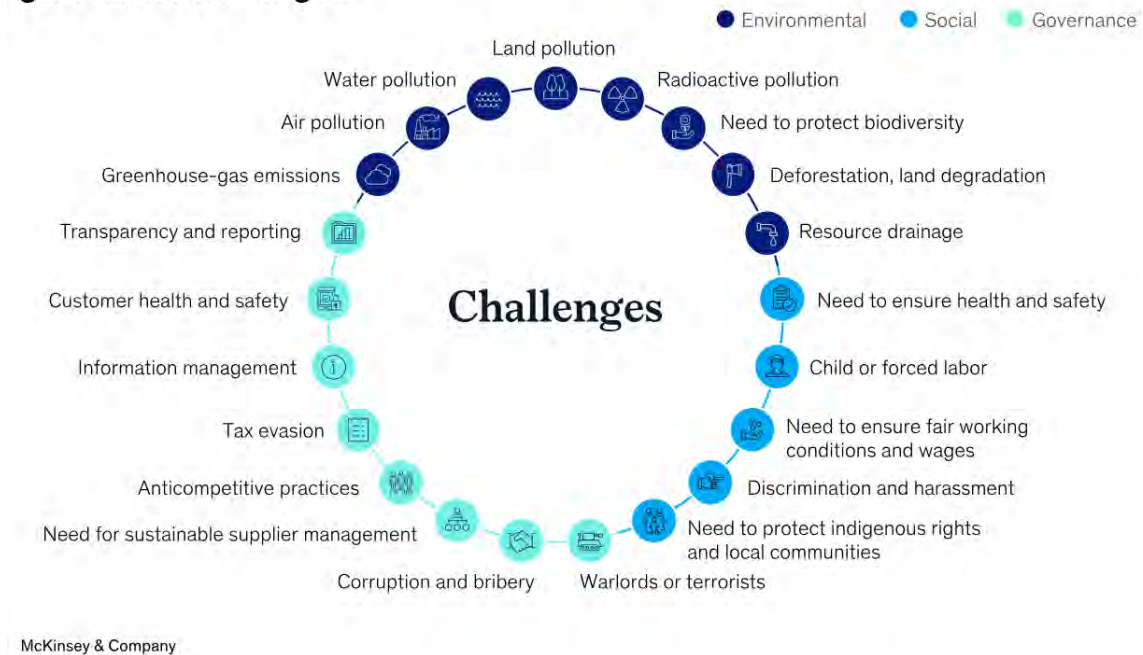 Environmental
Social
Governance
Land pollution
Water pollution
Radioactive pollution
Air pollution
Need to protect biodiversity
Greenhouse-gas emissions
Deforestation, land degradation
Transparency and reporting
Resource drainage
Customer health and safety
Challenges
Need to ensure health and safety
Information management
Child or forced labor
Tax evasion
Need to ensure fair working
conditions and wages
Anticompetitive practices
Discrimination and harassment
Need for sustainable supplier management
Need to protect indigenous rights
and local communities
Corruption and bribery
Warlords or terrorists
McKinsey & Company